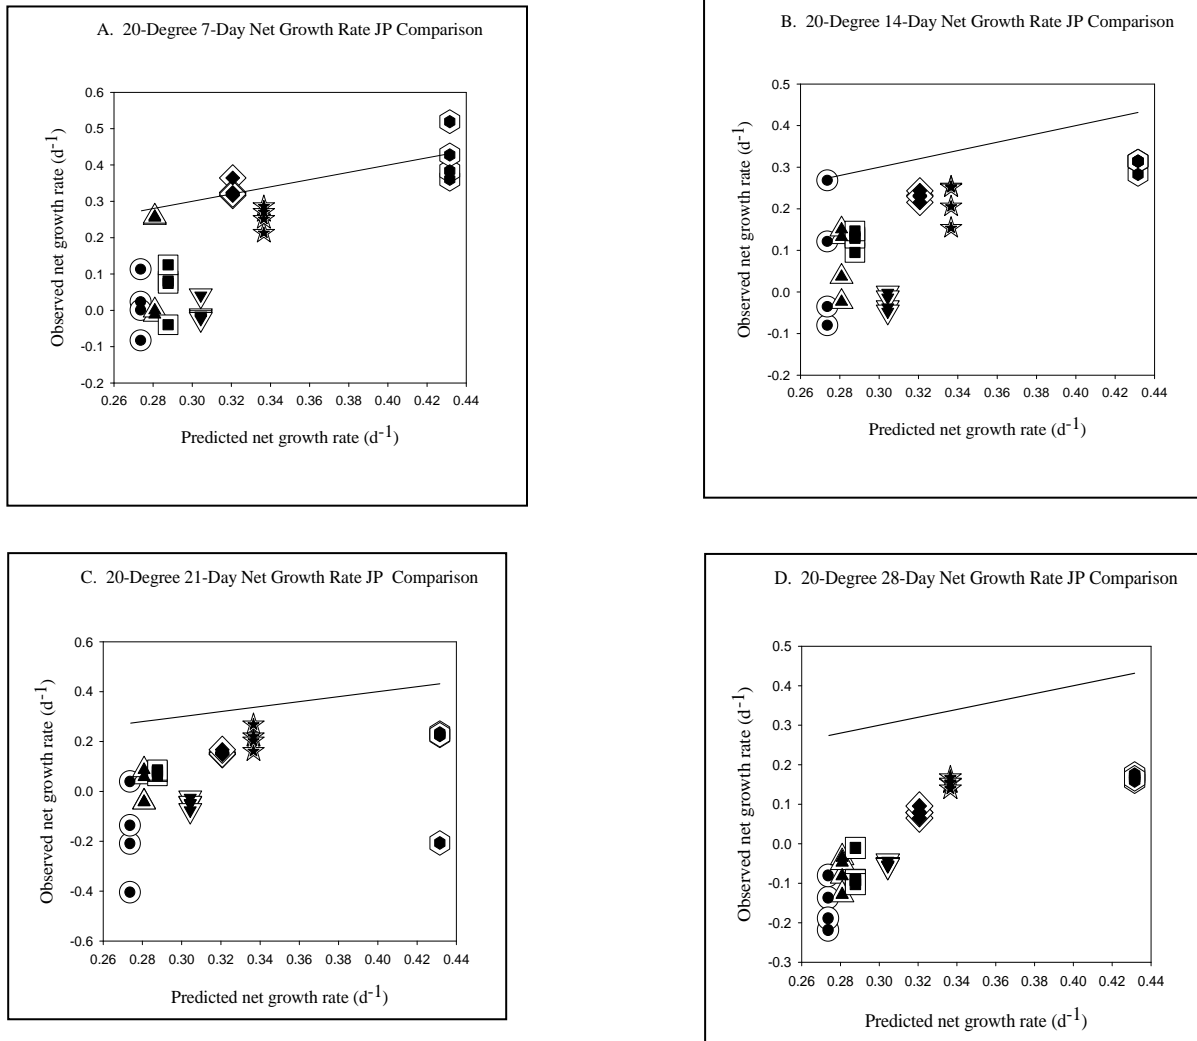 A. 20-Degree 7-Day Net Growth Rate JP Comparison
0.6
0.5
0.4
0.3
0.2
0.1
0.0
-0.1
-0.2
Observed net growth rate (d-1)
0.26 0.28 0.30 0.32 0.34 0.36 0.38 0.40 0.42 0.44
Predicted net growth rate (d-1)
B. 20-Degree 14-Day Net Growth Rate JP Comparison
0.5
0.4
0.3
0.2
0.1
0.0
-0.1
-0.2
Observed net growth rate (d-1)
0.26 0.28 0.30 0.32 0.34 0.36 0.38 0.40 0.42 0.44
Predicted net growth rate (d-1)
C. 20-Degree 21-Day Net Growth Rate JP Comparison
0.6
0.4
0.2
0.0
-0.2
-0.4
-0.6
Observed net growth rate (d-1)
0.26 0.28 0.30 0.32 0.34 0.36 0.38 0.40 0.42 0.44
Predicted net growth rate (d-1)
D. 20-Degree 28-Day Net Growth Rate JP Comparison
0.5
0.4
0.3
0.2
0.1
0.0
-0.1
-0.2
-0.3
Observed net growth rate (d-1)
0.26 0.28 0.30 0.32 0.34 0.36 0.38 0.40 0.42 0.44
Predicted net growth rate (d-1)